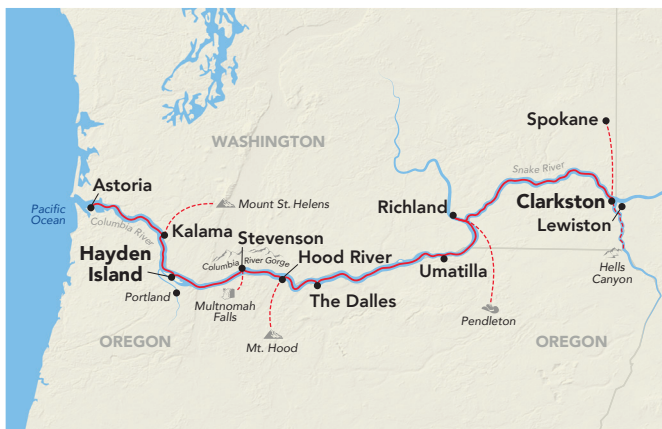 Spokane
WASHINGTON
Snake River
Astoria
Mount St. Helens
Richland
Clarkston
Pacific
Ocean
Columbia River
Lewiston
Kalama
Stevenson
Hayden
Island
Columbia River Gorge
Hood River
Umatilla
Hells
Canyon
Portland
Multnomah
Falls
The Dalles
Pendleton
OREGON
Mt. Hood
OREGON